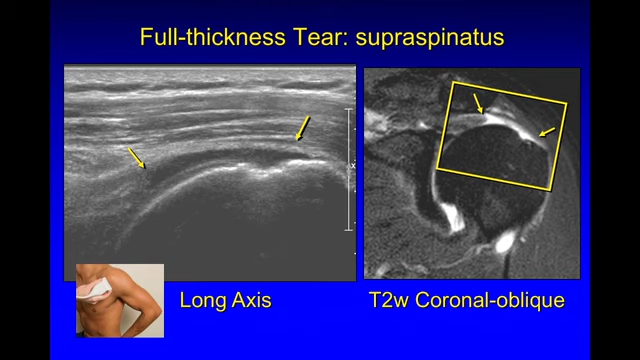 Full-thickness Tear: supraspinatus
x
Long Axis
T2w Coronal-oblique